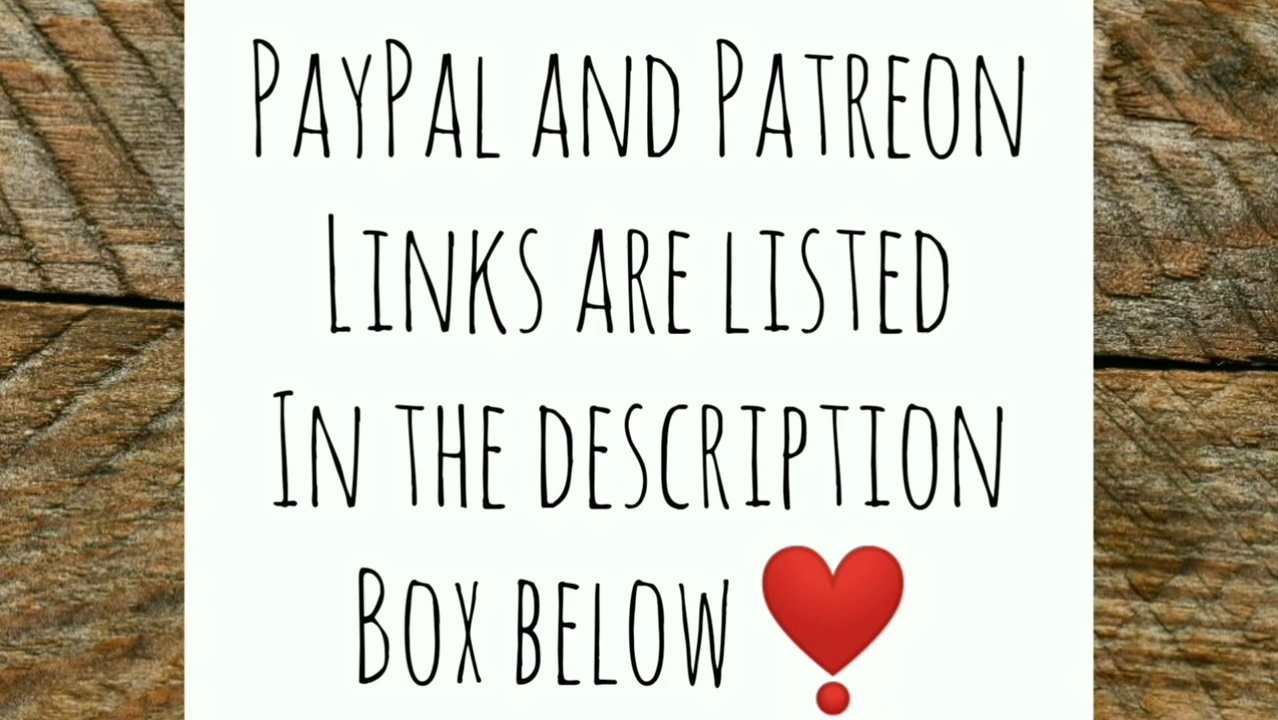 PayPal and Patreon
Links are listed
In the description
Box below ❣️